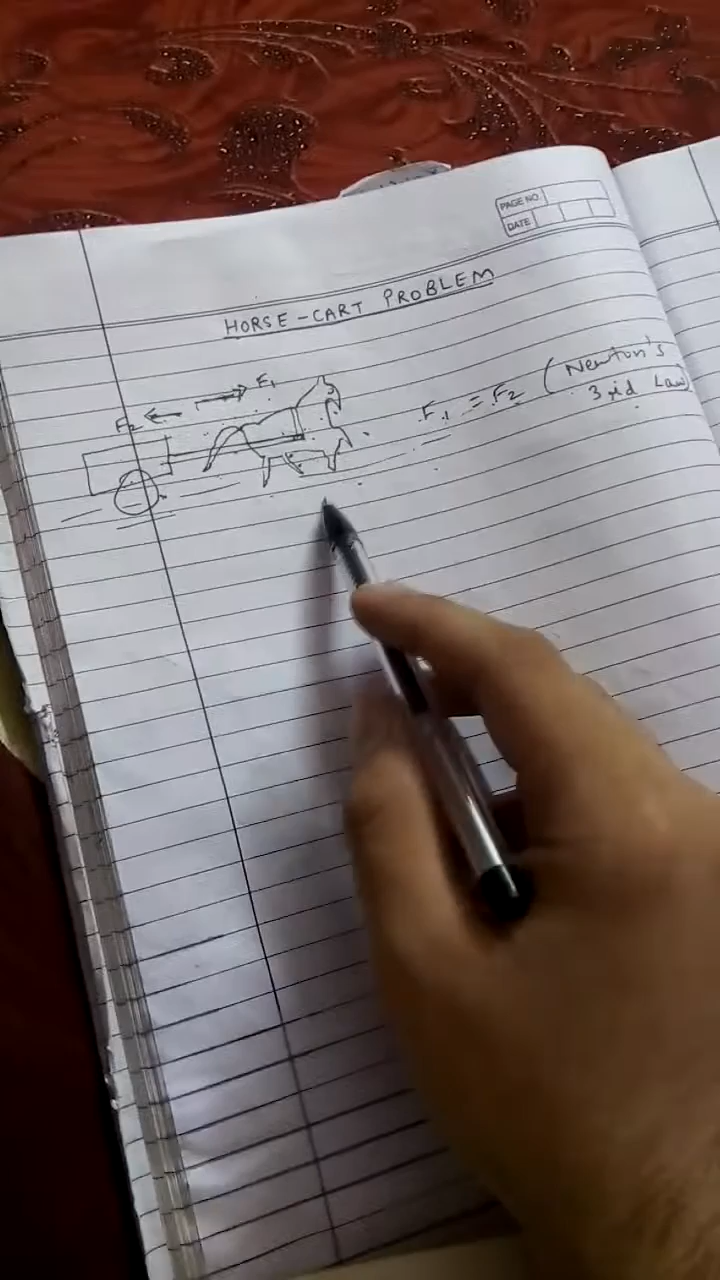 PAGE NO.
DATE
HORSE-CART PROBLEM
F1
F2
F1 = F2 (Newton's
3rd Law)